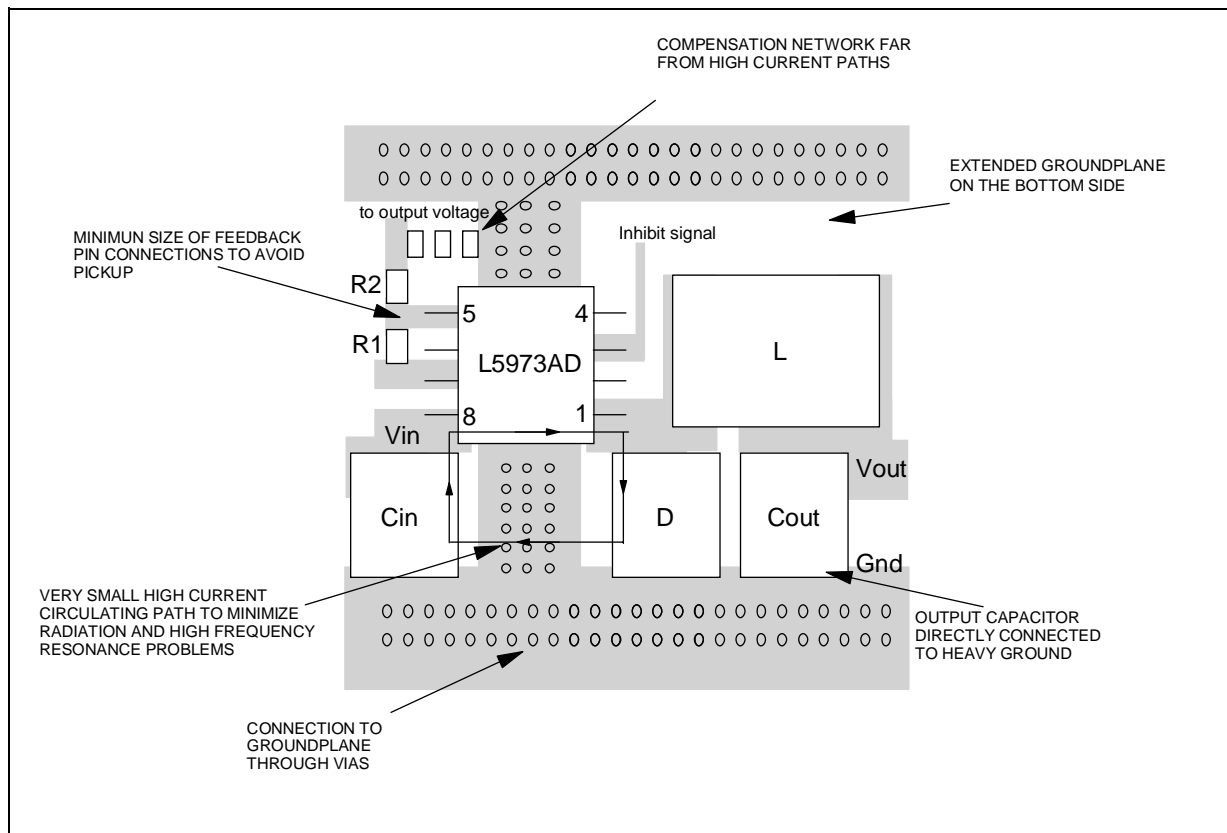 COMPENSATION NETWORK FAR
FROM HIGH CURRENT PATHS
EXTENDED GROUNDPLANE
ON THE BOTTOM SIDE
to output voltage
Inhibit signal
MINIMUN SIZE OF FEEDBACK
PIN CONNECTIONS TO AVOID
PICKUP
R2
R1
5
4
L5973AD
8
1
L
Vin
Vout
Cin
D
Cout
Gnd
VERY SMALL HIGH CURRENT
CIRCULATING PATH TO MINIMIZE
RADIATION AND HIGH FREQUENCY
RESONANCE PROBLEMS
OUTPUT CAPACITOR
DIRECTLY CONNECTED
TO HEAVY GROUND
CONNECTION TO
GROUNDPLANE
THROUGH VIAS